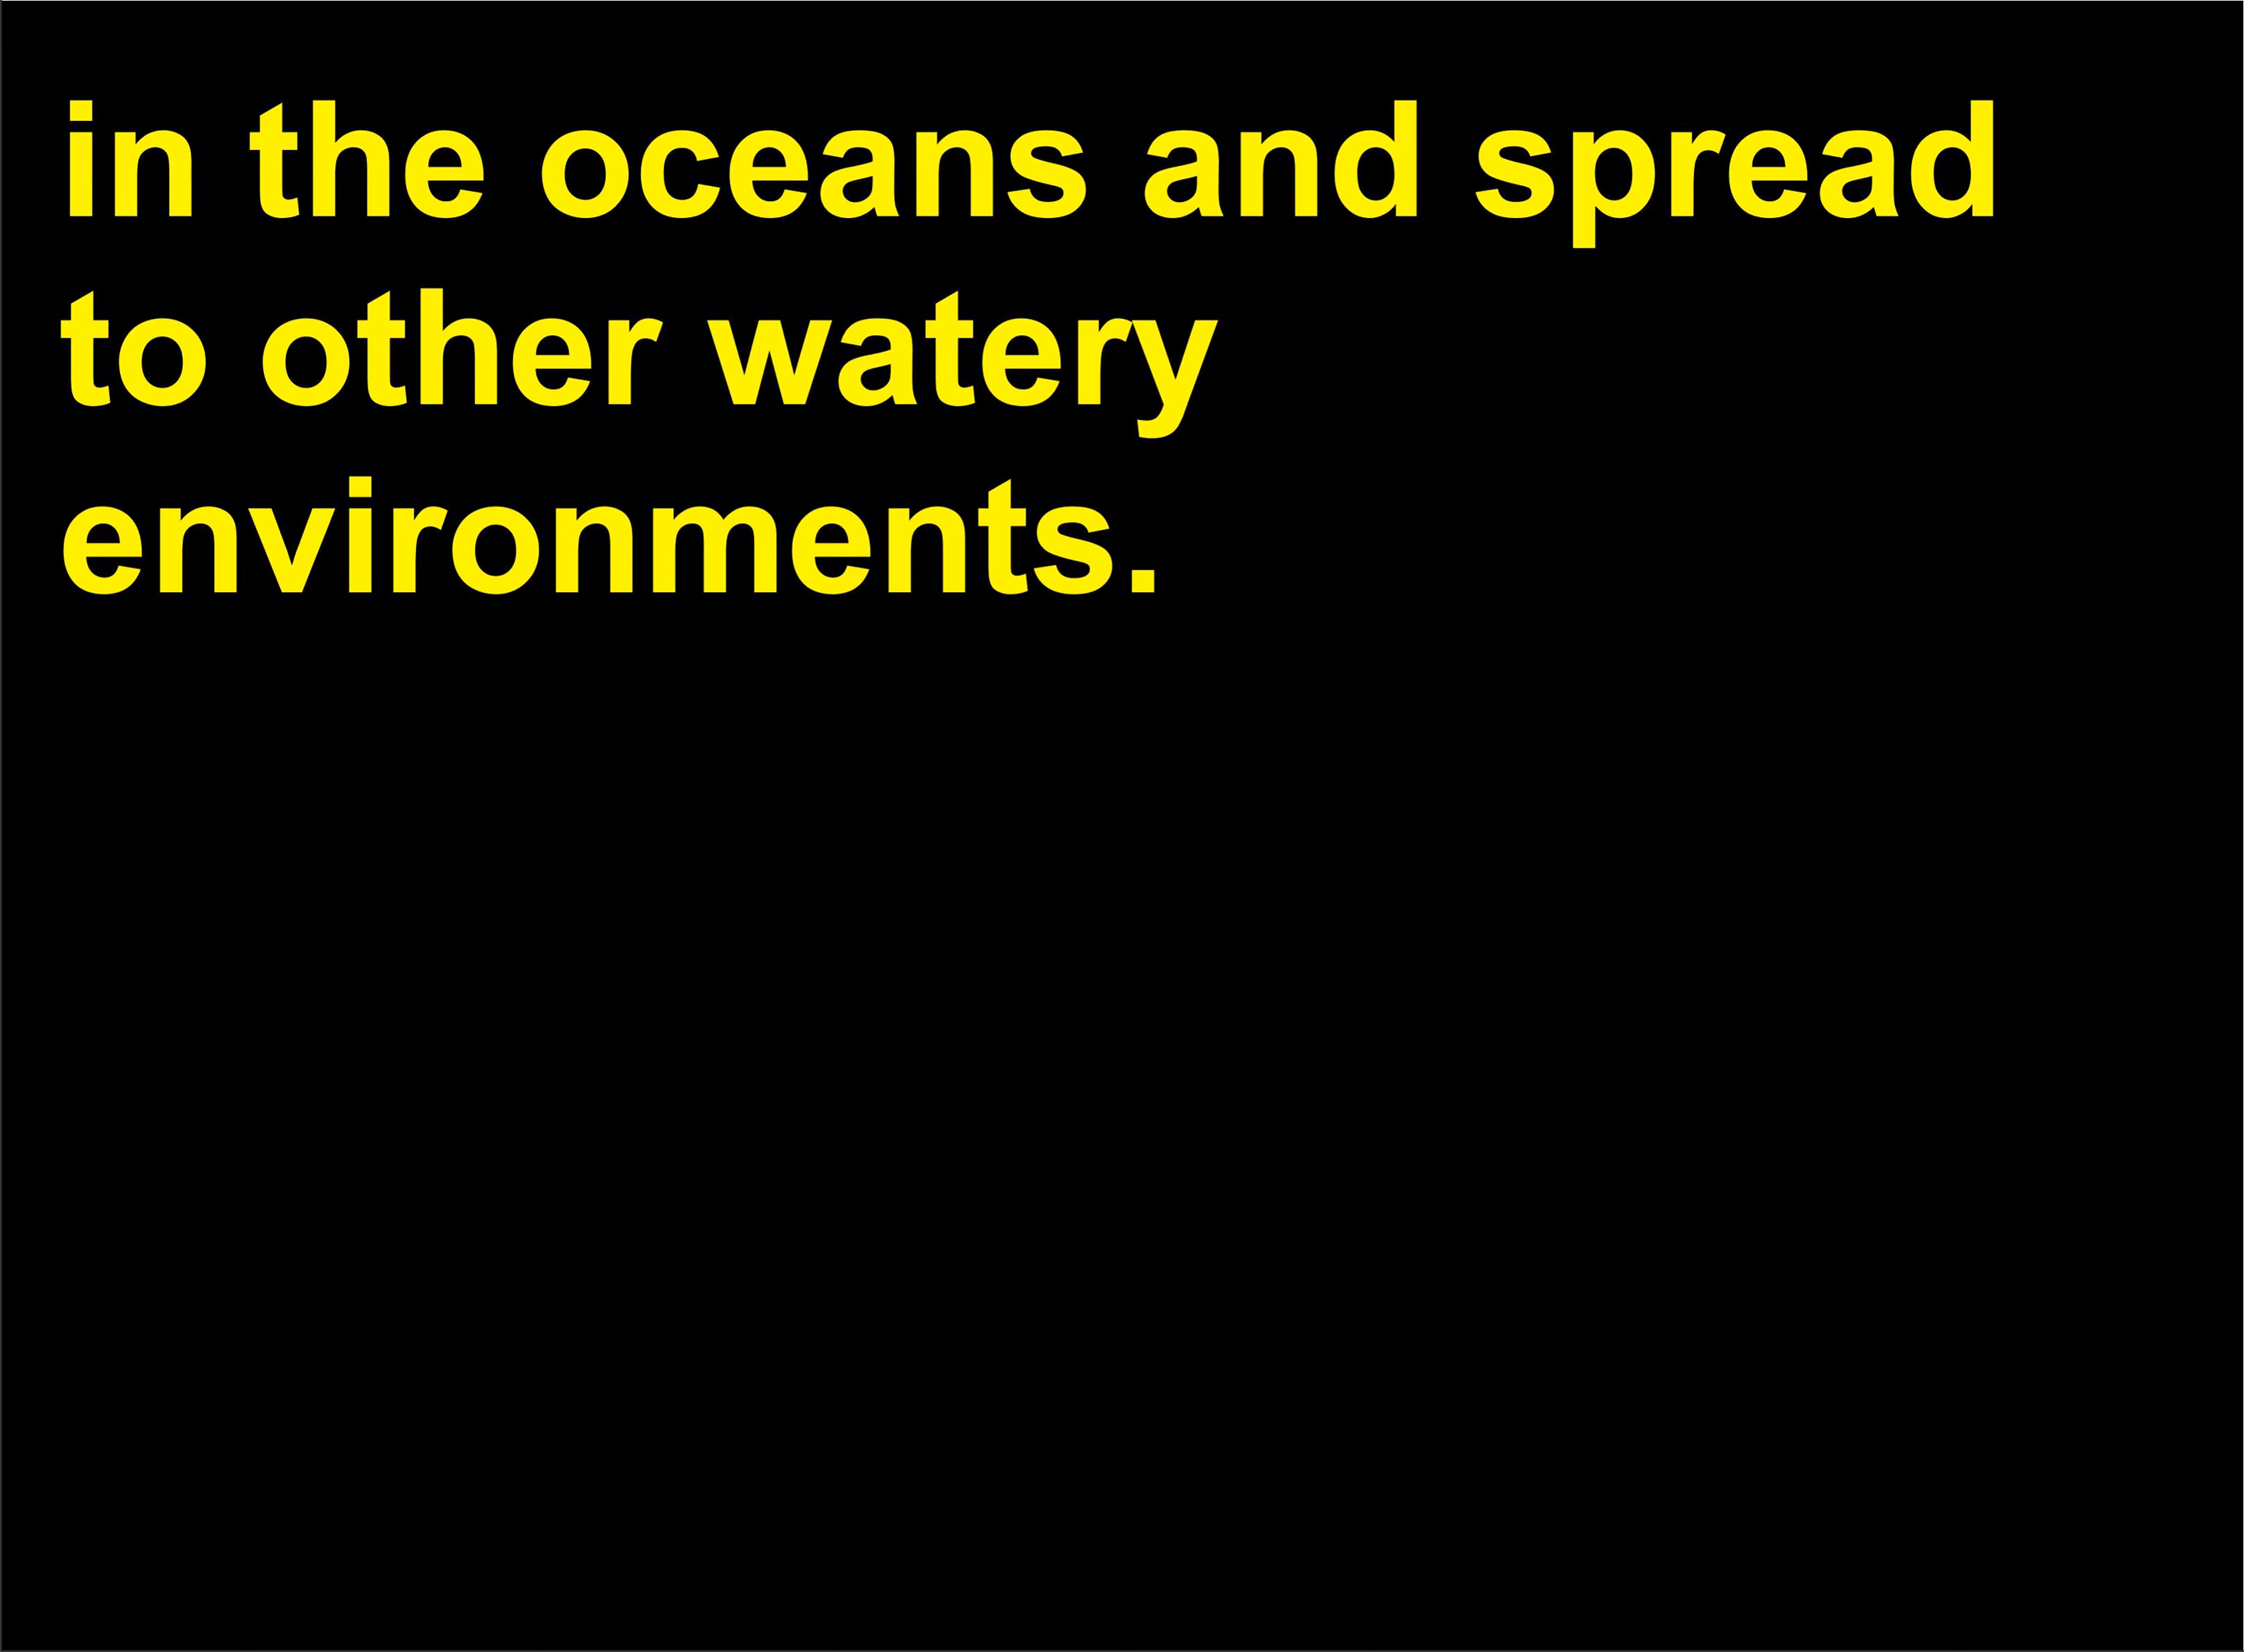 in the oceans and spread
to other watery
environments.